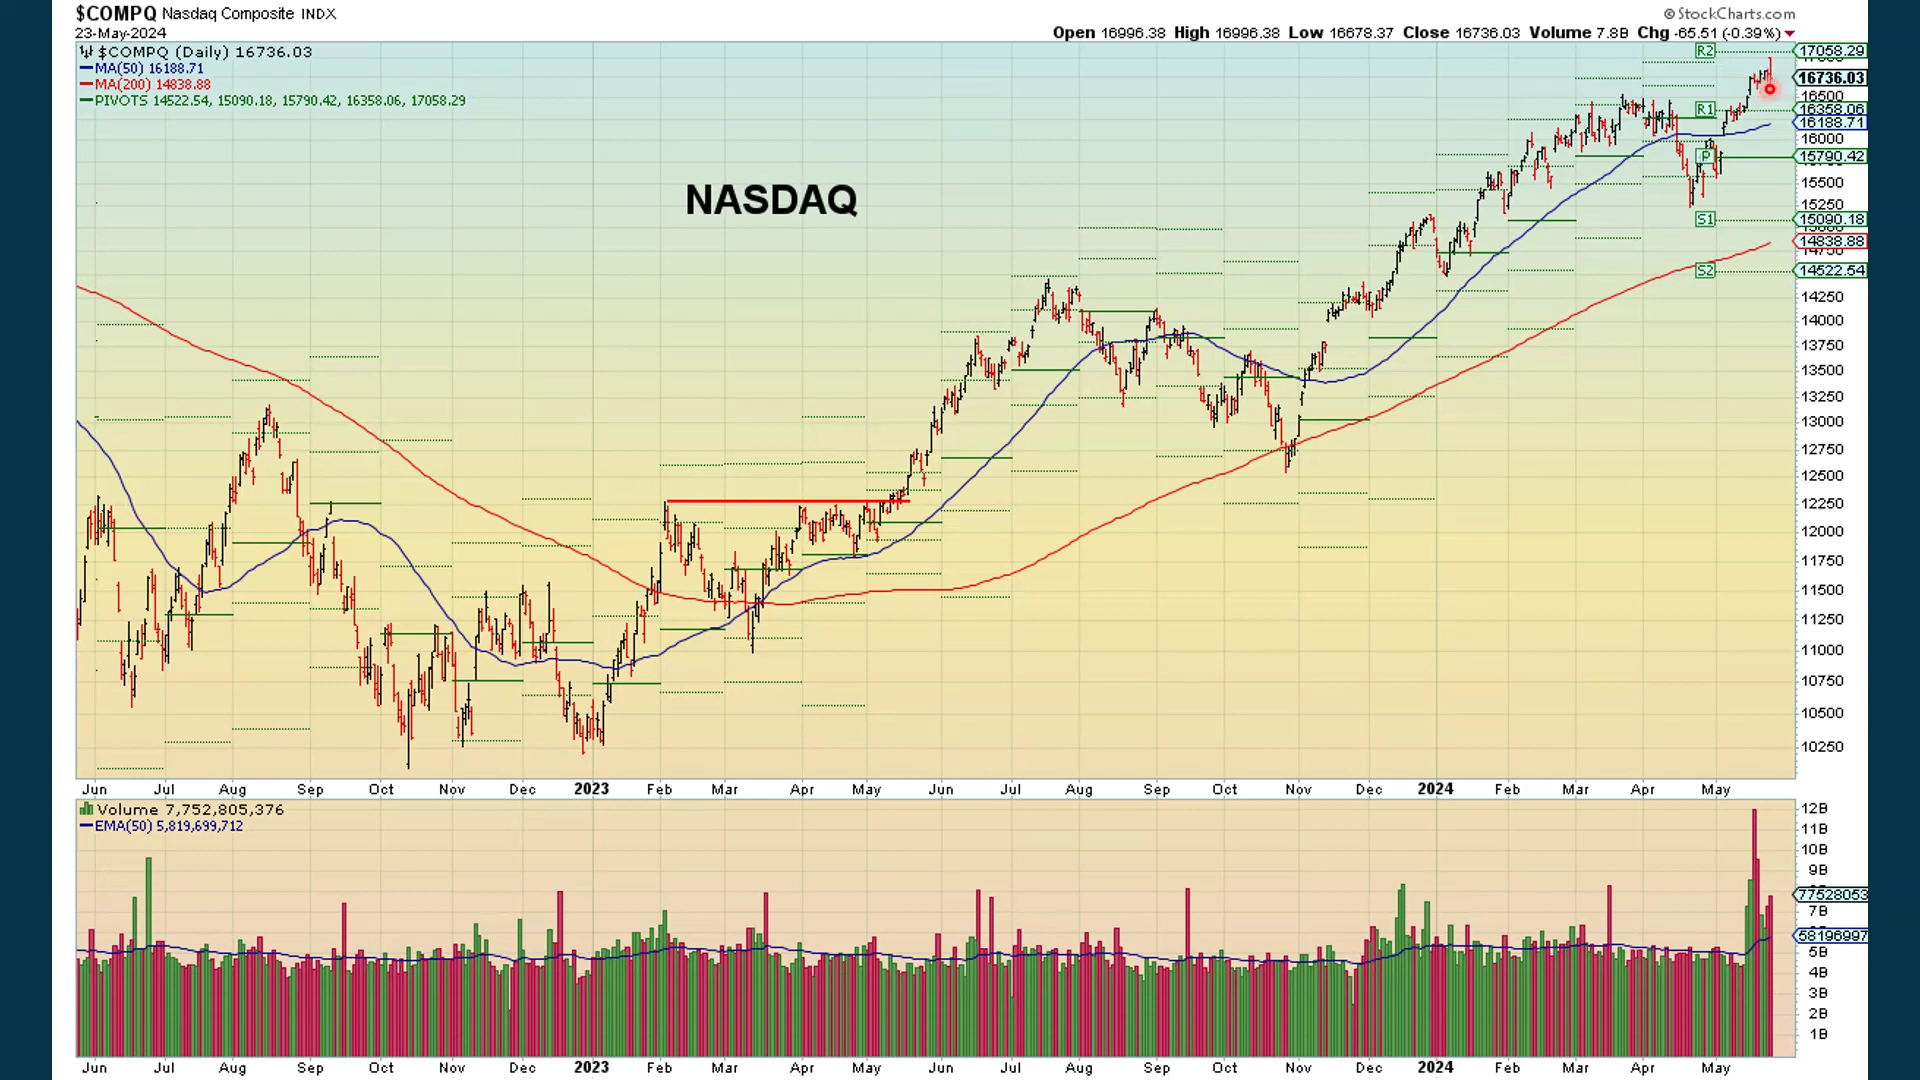 $COMPQ Nasdaq Composite INDX
© StockCharts.com
23-May-2024
Open 16996.38 High 16996.38 Low 16678.37 Close 16736.03 Volume 7.8B Chg -65.51 (-0.39%)
$COMPQ (Daily) 16736.03
MA(50) 16188.71
MA(200) 14838.88
PIVOTS 14522.54, 15090.18, 15790.42, 16358.06, 17058.29
NASDAQ
R2
R1
P
S1
S2
17058.29
16736.03
16500
16358.06
16188.71
16000
15790.42
15500
15250
15090.18
14838.88
14522.54
14250
14000
13750
13500
13250
13000
12750
12500
12250
12000
11750
11500
11250
11000
10750
10500
10250
Jun Jul Aug Sep Oct Nov Dec 2023 Feb Mar Apr May Jun Jul Aug Sep Oct Nov Dec 2024 Feb Mar Apr May
Volume 7,752,805,376
EMA(50) 5,819,699,712
12B
11B
10B
9B
77528053
7B
58196997
5B
4B
3B
2B
1B
Jun Jul Aug Sep Oct Nov Dec 2023 Feb Mar Apr May Jun Jul Aug Sep Oct Nov Dec 2024 Feb Mar Apr May